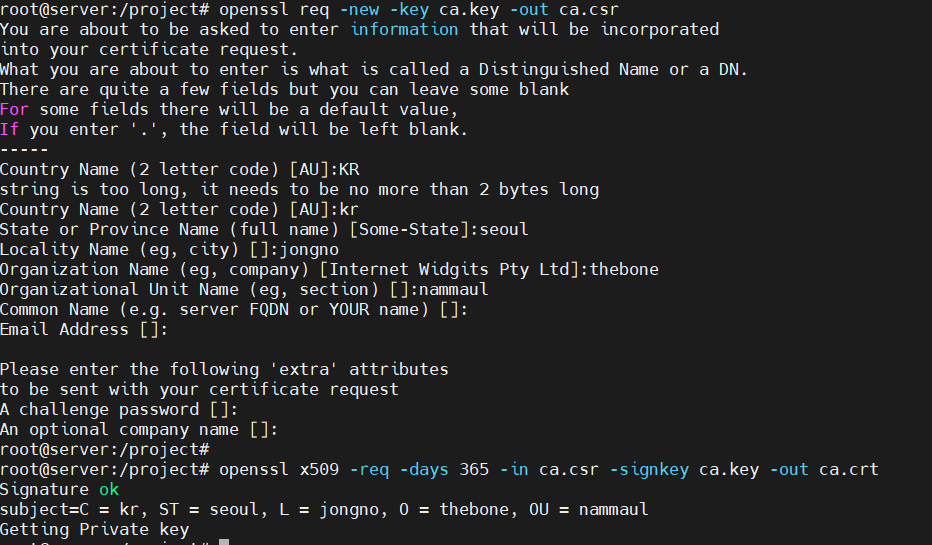 root@server:/project# openssl req -new -key ca.key -out ca.csr
You are about to be asked to enter information that will be incorporated
into your certificate request.
What you are about to enter is what is called a Distinguished Name or a DN.
There are quite a few fields but you can leave some blank
For some fields there will be a default value,
If you enter '.', the field will be left blank.
-----
Country Name (2 letter code) [AU]:KR
string is too long, it needs to be no more than 2 bytes long
Country Name (2 letter code) [AU]:kr
State or Province Name (full name) [Some-State]:seoul
Locality Name (eg, city) []:jongno
Organization Name (eg, company) [Internet Widgits Pty Ltd]:thebone
Organizational Unit Name (eg, section) []:nammaul
Common Name (e.g. server FQDN or YOUR name) []:
Email Address []:

Please enter the following 'extra' attributes
to be sent with your certificate request
A challenge password []:
An optional company name []:
root@server:/project#
root@server:/project# openssl x509 -req -days 365 -in ca.csr -signkey ca.key -out ca.crt
Signature ok
subject=C = kr, ST = seoul, L = jongno, O = thebone, OU = nammaul
Getting Private key
root@server:/project#